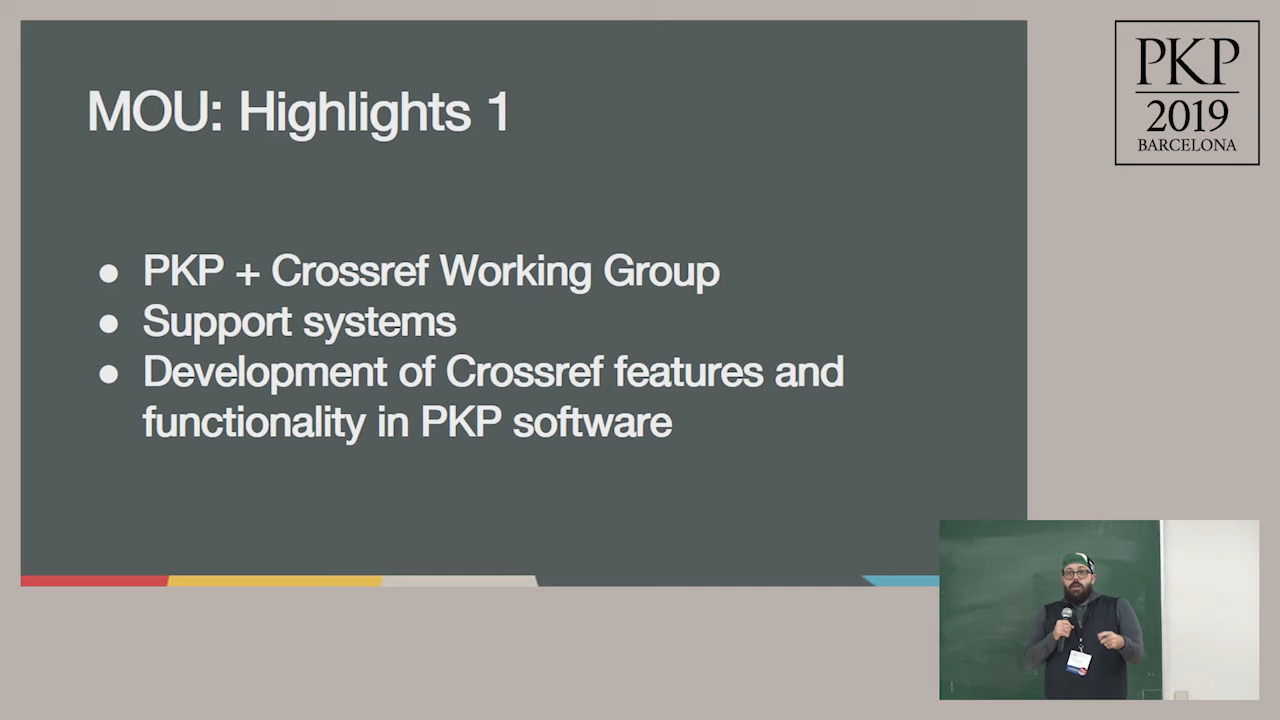 MOU: Highlights 1
● PKP + Crossref Working Group
● Support systems
● Development of Crossref features and
functionality in PKP software
PKP
2019
BARCELONA